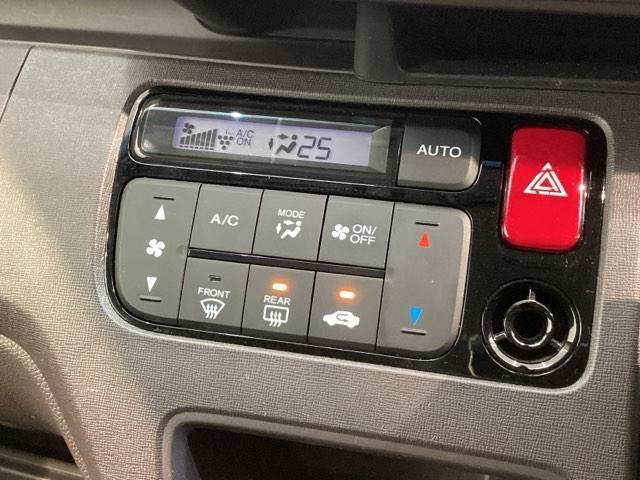 A/C
ON
25
AUTO
A/C
MODE
ON/
OFF
FRONT
REAR